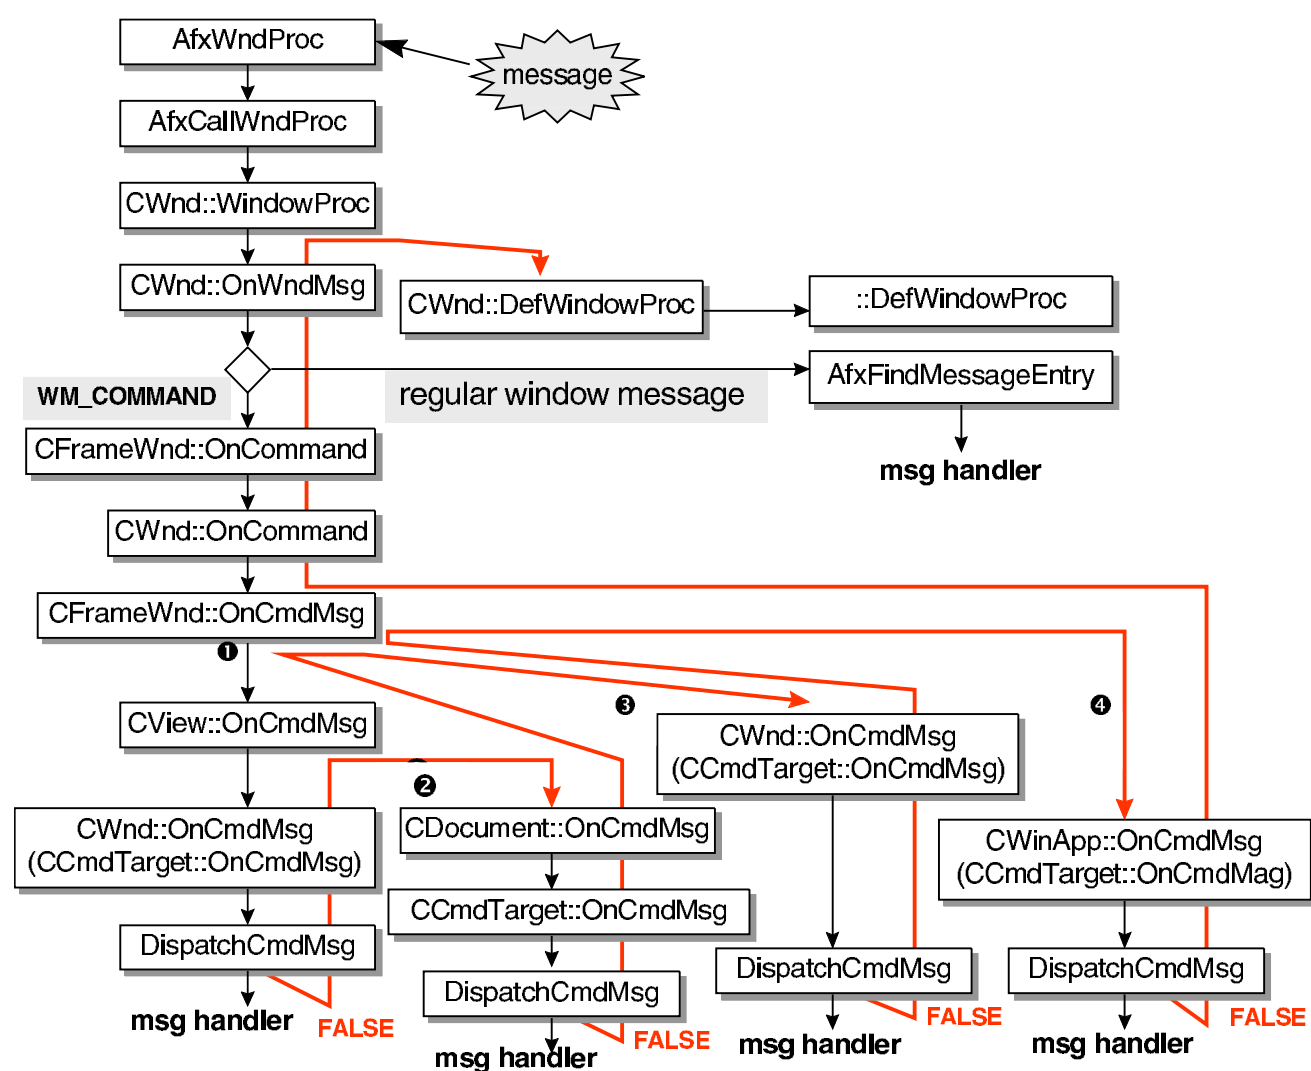 AfxWndProc
message
AfxCallWndProc
CWnd::WindowProc
CWnd::OnWndMsg
CWnd::DefWindowProc
::DefWindowProc
WM_COMMAND
regular window message
AfxFindMessageEntry
msg handler
CFrameWnd::OnCommand
CWnd::OnCommand
CFrameWnd::OnCmdMsg
❶
CView::OnCmdMsg
❸
CWnd::OnCmdMsg
(CCmdTarget::OnCmdMsg)
❹
❷
CWnd::OnCmdMsg
(CCmdTarget::OnCmdMsg)
CDocument::OnCmdMsg
CWinApp::OnCmdMsg
(CCmdTarget::OnCmdMag)
CCmdTarget::OnCmdMsg
DispatchCmdMsg
msg handler
FALSE
DispatchCmdMsg
msg handler
FALSE
DispatchCmdMsg
msg handler
FALSE
DispatchCmdMsg
msg handler
FALSE